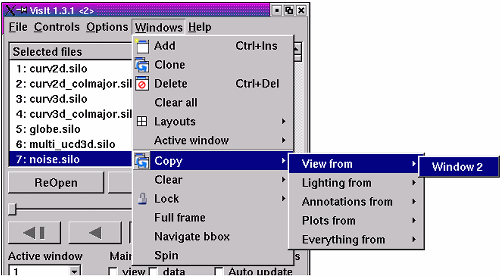 VisIt 1.3.1 <2>
File Controls Options Windows Help
Selected files
1: curv2d.silo
2: curv2d_colmajor.s
3: curv3d.silo
4: curv3d_colmajor.s
5: globe.silo
6: multi_ucd3d.silo
7: noise.silo
ReOpen
Active window
1
Add Ctrl+Ins
Clone
Delete Ctrl+Del
Clear all
Layouts
Active window
Copy
Clear
Lock
Full frame
Navigate bbox
Spin
View from
Lighting from
Annotations from
Plots from
Everything from
Window 2
view data Auto update